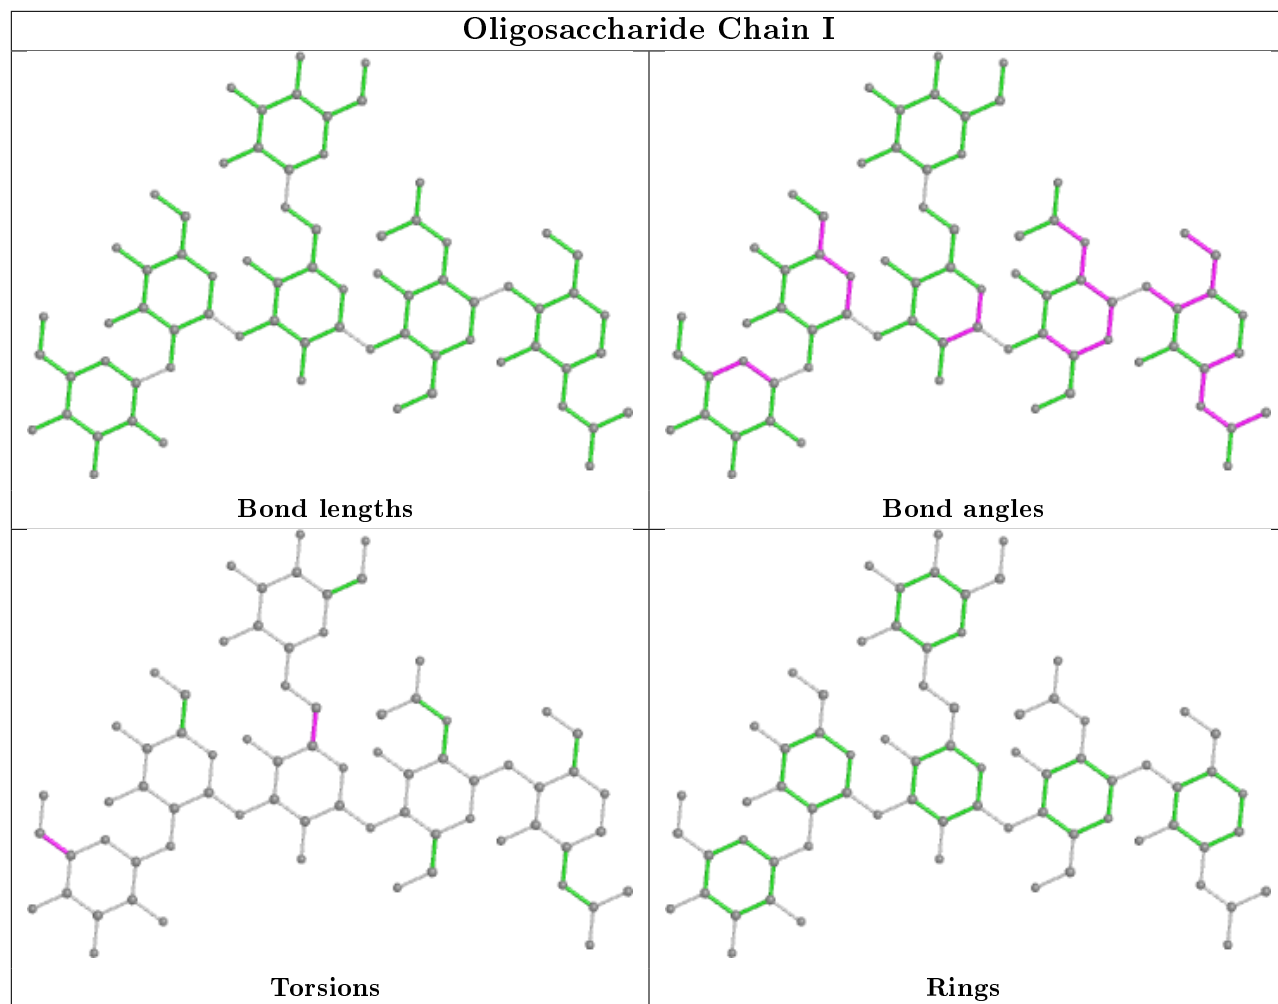 Oligosaccharide Chain I
Bond lengths
Bond angles
Torsions
Rings